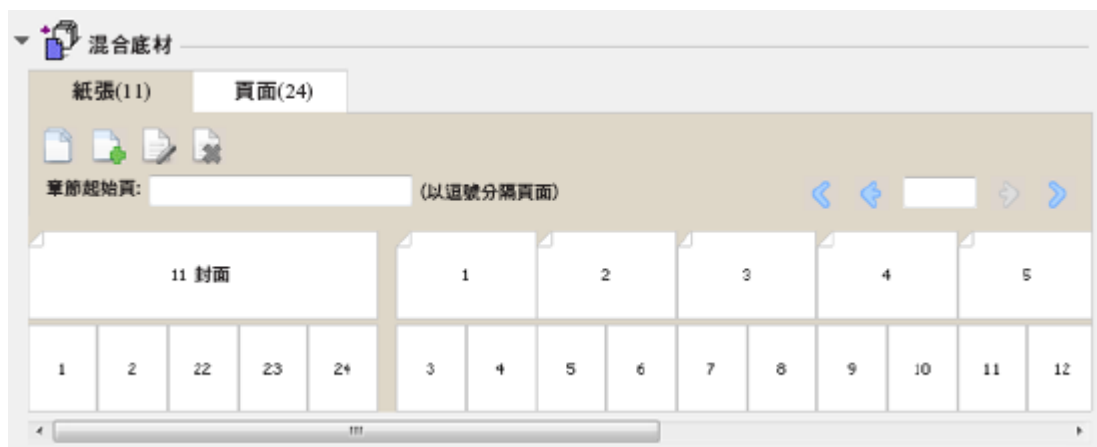 混合底材
紙張(11) 頁面(24)
章節起始頁: (以逗號分隔頁面)
11 封面 1 2 3 4 5
1 2 22 23 24 3 4 5 6 7 8 9 10 11 12